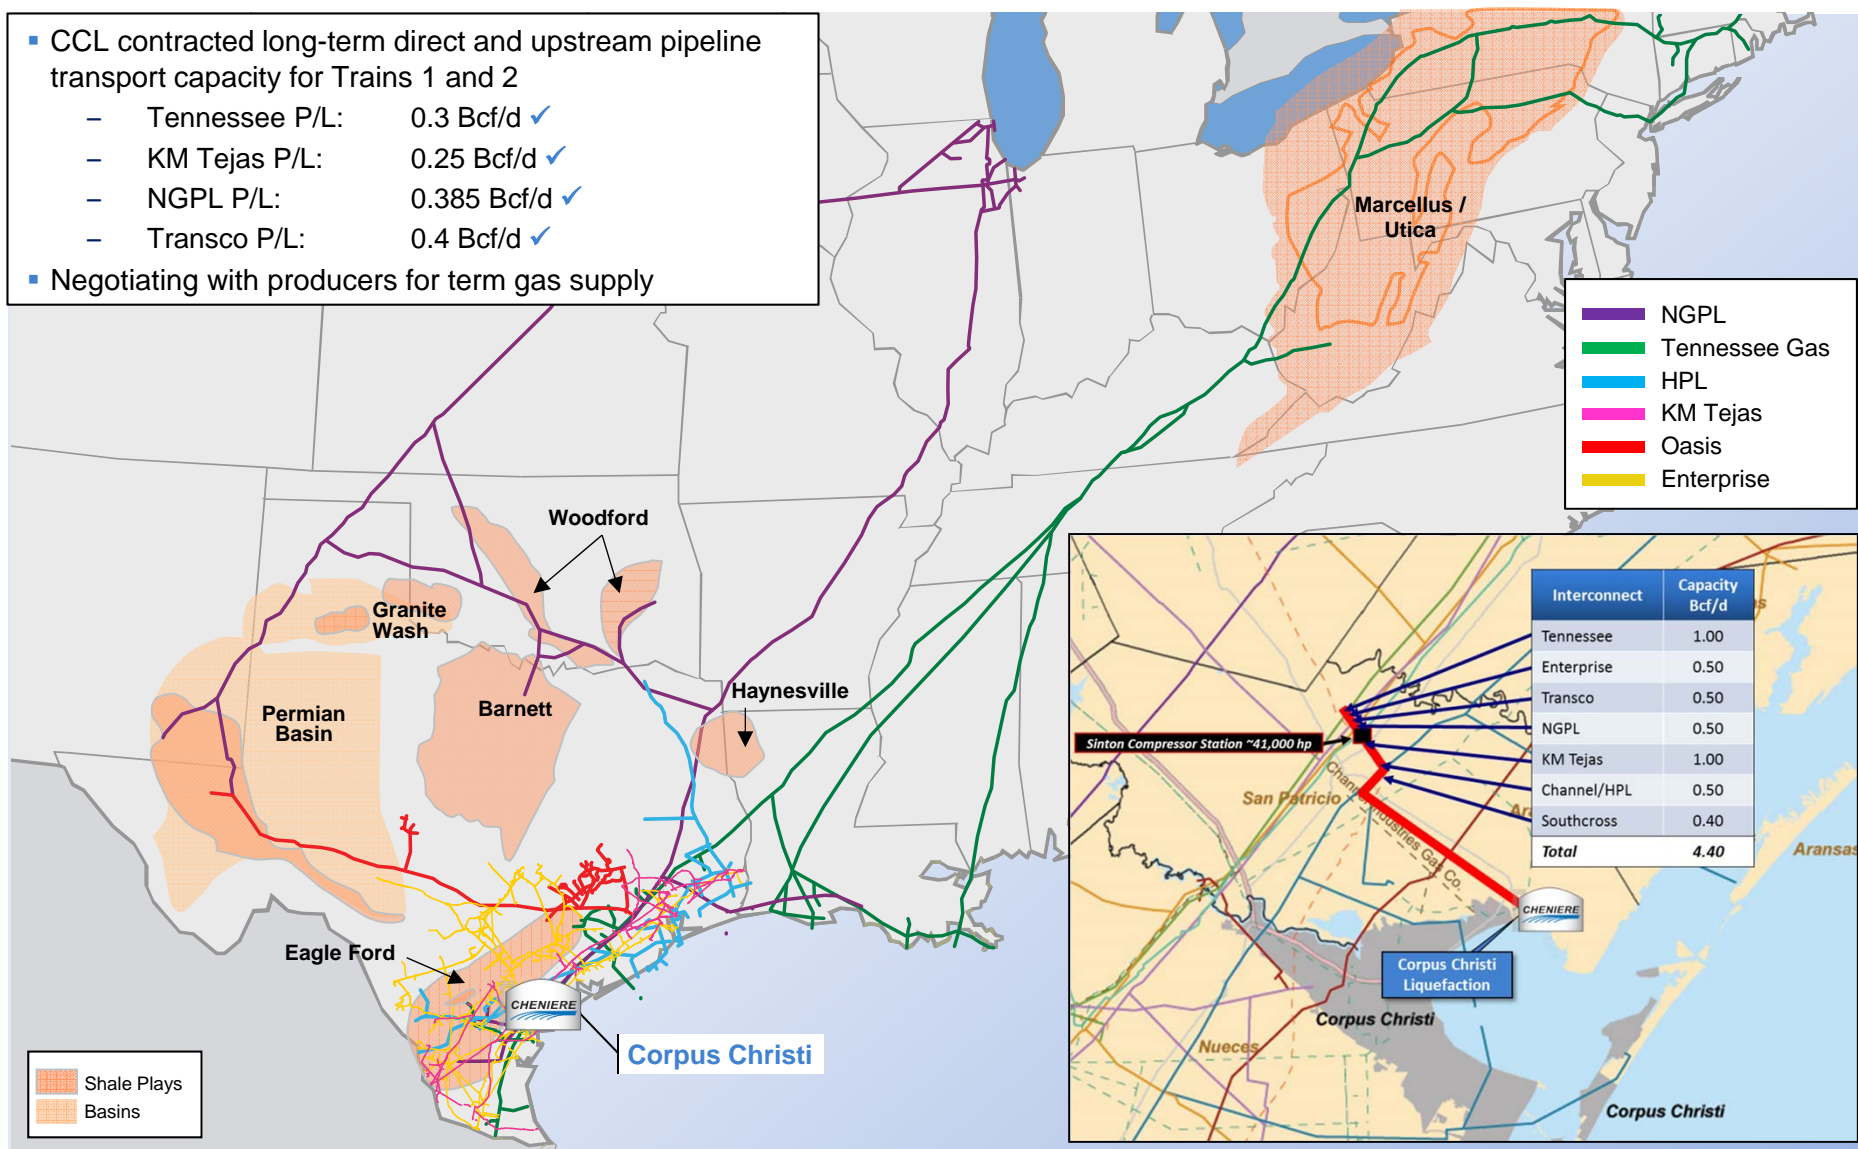 ▪ CCL contracted long-term direct and upstream pipeline
transport capacity for Trains 1 and 2
– Tennessee P/L: 0.3 Bcf/d ✓
– KM Tejas P/L: 0.25 Bcf/d ✓
– NGPL P/L: 0.385 Bcf/d ✓
– Transco P/L: 0.4 Bcf/d ✓
▪ Negotiating with producers for term gas supply
Marcellus /
Utica
NGPL
Tennessee Gas
HPL
KM Tejas
Oasis
Enterprise
Woodford
Granite
Wash
Permian
Basin
Barnett
Haynesville
Eagle Ford
CHENIERE
Corpus Christi
Shale Plays
Basins
Interconnect Capacity
Bcf/d
Tennessee 1.00
Enterprise 0.50
Transco 0.50
NGPL 0.50
KM Tejas 1.00
Channel/HPL 0.50
Southcross 0.40
Total 4.40
Sinton Compressor Station ~41,000 hp
San Patricio
Channel Industries Gas Co.
Aransas
CHENIERE
Corpus Christi
Liquefaction
Corpus Christi
Nueces
Corpus Christi